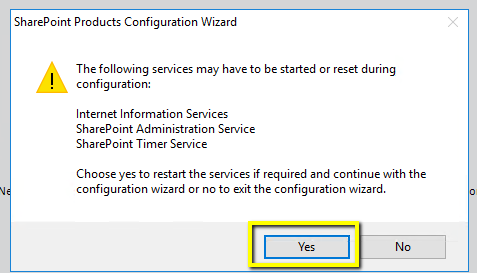 SharePoint Products Configuration Wizard
The following services may have to be started or reset during
configuration:
Internet Information Services
SharePoint Administration Service
SharePoint Timer Service
Choose yes to restart the services if required and continue with the
configuration wizard or no to exit the configuration wizard.
Yes
No